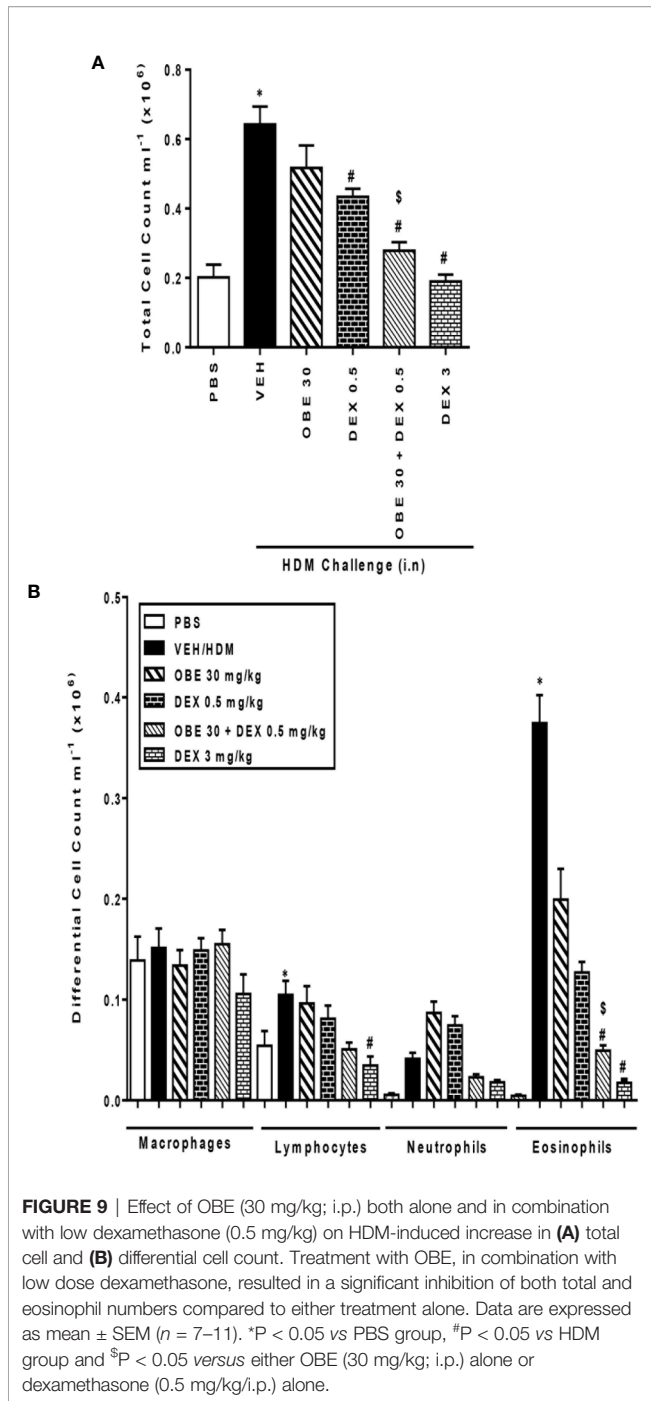 A
Total Cell Count ml⁻¹ (x10⁶)
0.8
0.6
0.4
0.2
0.0
*
#
$
#
#
PBS
VEH
OBE 30
DEX 0.5
OBE 30 + DEX 0.5
DEX 3
HDM Challenge (i.n)
B
Differential Cell Count ml⁻¹ (x10⁶)
0.5
0.4
0.3
0.2
0.1
0.0
PBS
VEH/HDM
OBE 30 mg/kg
DEX 0.5 mg/kg
OBE 30 + DEX 0.5 mg/kg
DEX 3 mg/kg
*
#
*
$
#
#
Macrophages
Lymphocytes
Neutrophils
Eosinophils
FIGURE 9 | Effect of OBE (30 mg/kg; i.p.) both alone and in combination
with low dexamethasone (0.5 mg/kg) on HDM-induced increase in (A) total
cell and (B) differential cell count. Treatment with OBE, in combination with
low dose dexamethasone, resulted in a significant inhibition of both total and
eosinophil numbers compared to either treatment alone. Data are expressed
as mean ± SEM (n = 7–11). *P < 0.05 vs PBS group, #P < 0.05 vs HDM
group and $P < 0.05 versus either OBE (30 mg/kg; i.p.) alone or
dexamethasone (0.5 mg/kg/i.p.) alone.